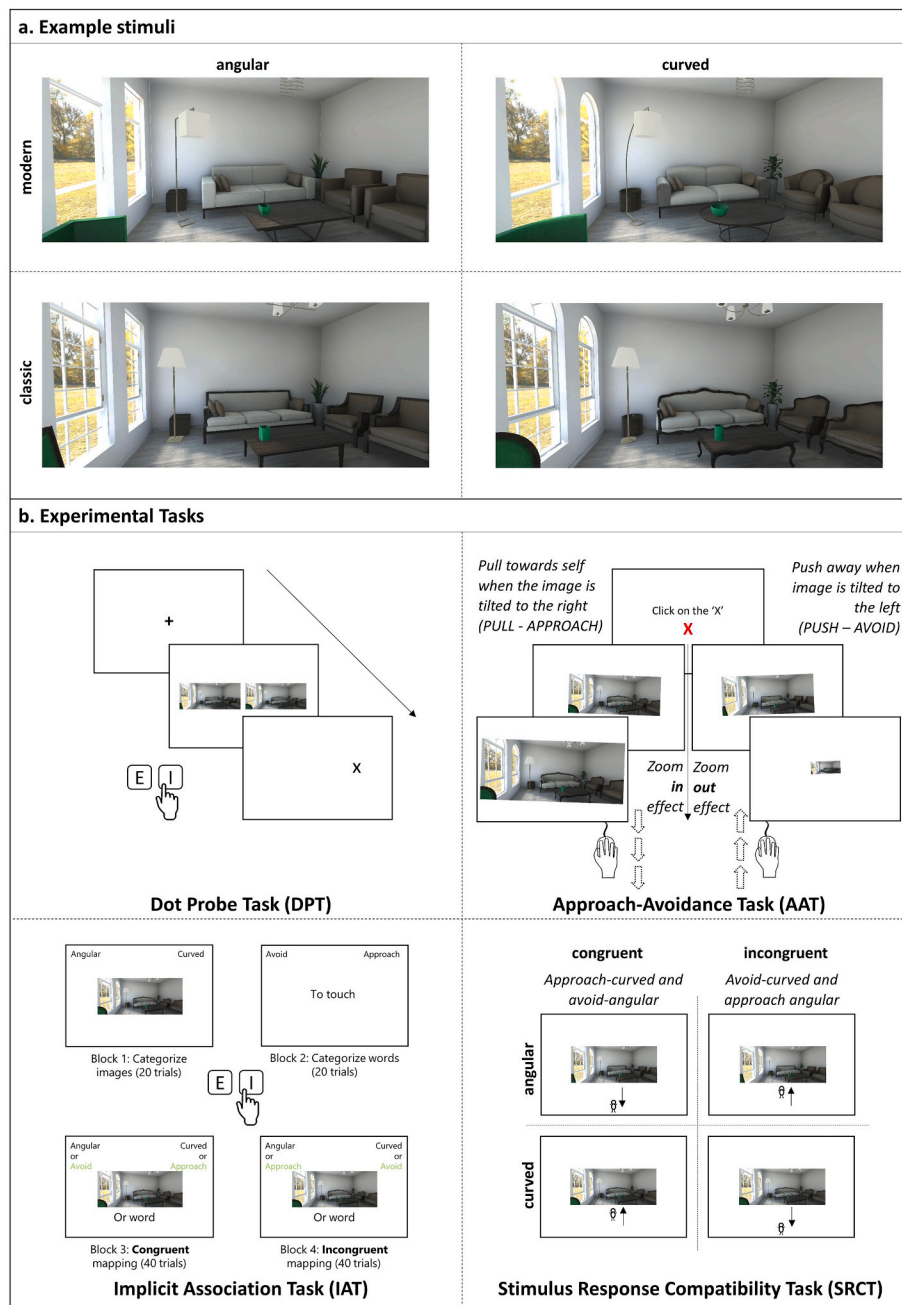 a. Example stimuli
angular
curved
modern
classic
b. Experimental Tasks
+
X
E I
Dot Probe Task (DPT)
Pull towards self
when the image is
tilted to the right
(PULL - APPROACH)
Click on the ‘X’
X
Push away when
image is tilted to
the left
(PUSH – AVOID)
Zoom
in
effect
Zoom
out
effect
Approach-Avoidance Task (AAT)
Angular Curved
Block 1: Categorize
images (20 trials)
Avoid Approach
To touch
Block 2: Categorize words
(20 trials)
E I
Angular
or
Avoid
Curved
or
Approach
Or word
Block 3: Congruent
mapping (40 trials)
Angular
or
Approach
Curved
or
Avoid
Or word
Block 4: Incongruent
mapping (40 trials)
Implicit Association Task (IAT)
congruent
Approach-curved and
avoid-angular
incongruent
Avoid-curved and
approach angular
angular
curved
Stimulus Response Compatibility Task (SRCT)